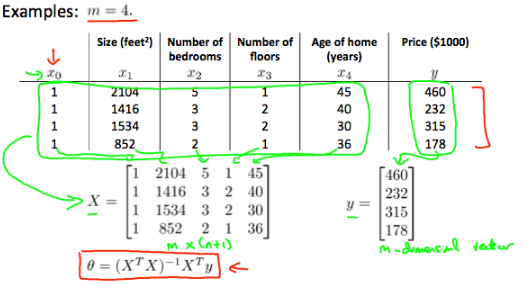 Examples: m = 4.
Size (feet²) Number of bedrooms Number of floors Age of home (years) Price ($1000)
x₀ x₁ x₂ x₃ x₄ y
1 2104 5 1 45 460
1 1416 3 2 40 232
1 1534 3 2 30 315
1 852 2 1 36 178
X = [1 2104 5 1 45
1 1416 3 2 40
1 1534 3 2 30
1 852 2 1 36]
m x (n+1)
y = [460
232
315
178]
m-dimensional vector
θ = (XᵀX)⁻¹Xᵀy